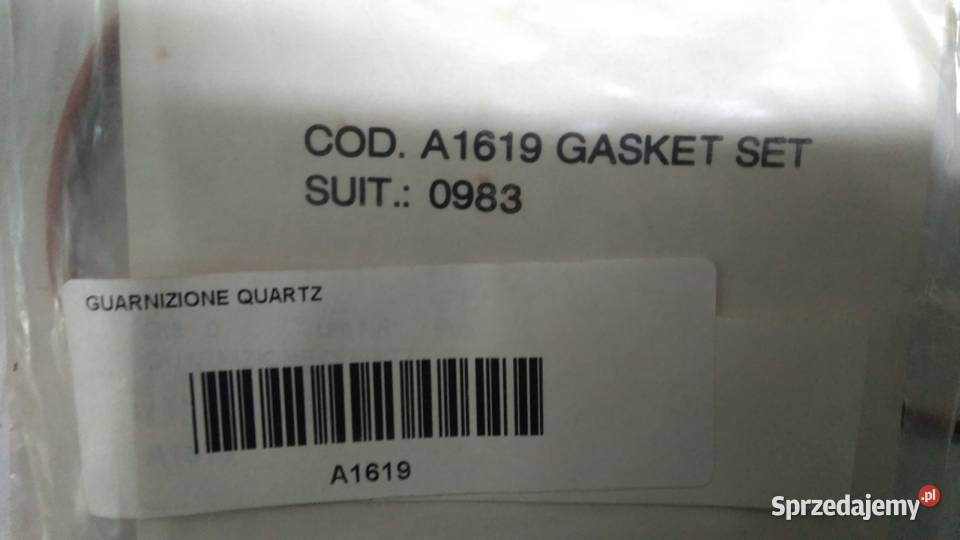 COD. A1619 GASKET SET
SUIT.: 0983
GUARNIZIONE QUARTZ
A1619
Sprzedajemy.pl